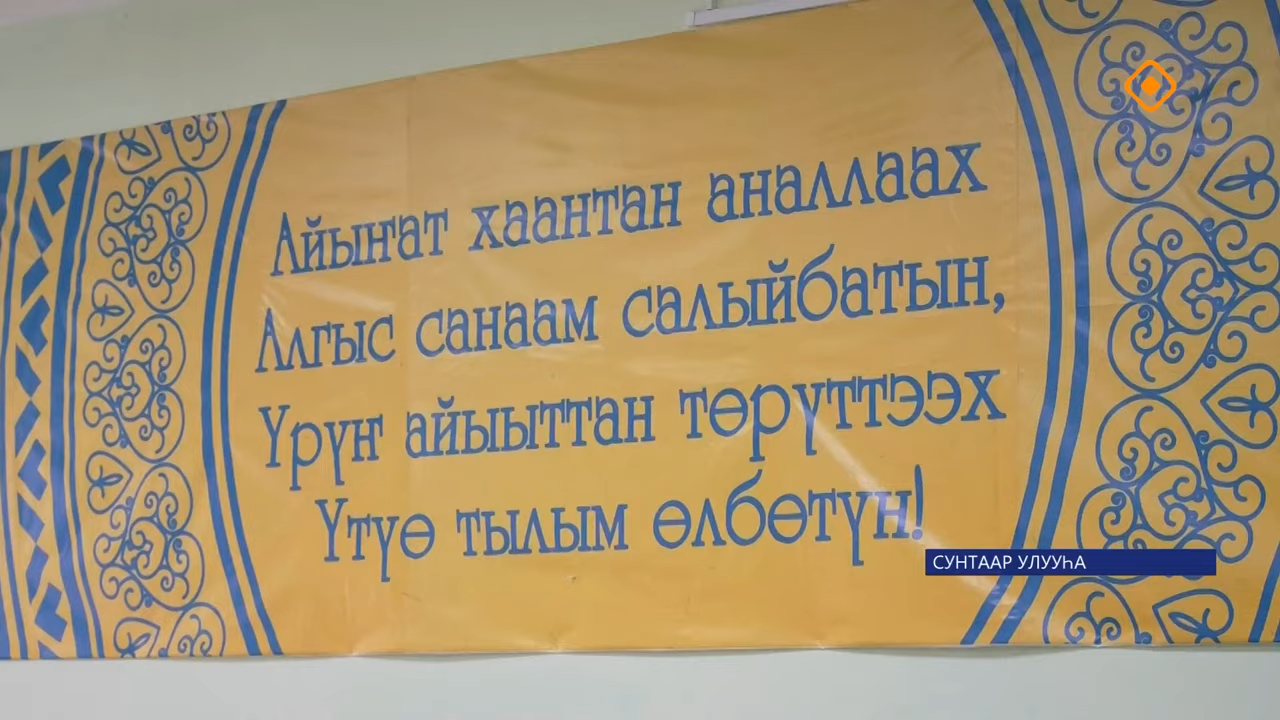 Айыҥат хаантан аналлаах
Алгыс санаам салыйбатын,
Үрүҥ айыыттан төрүттээх
Үтүө тылым өлбөтүн!
СУНТААР УЛУУҺА